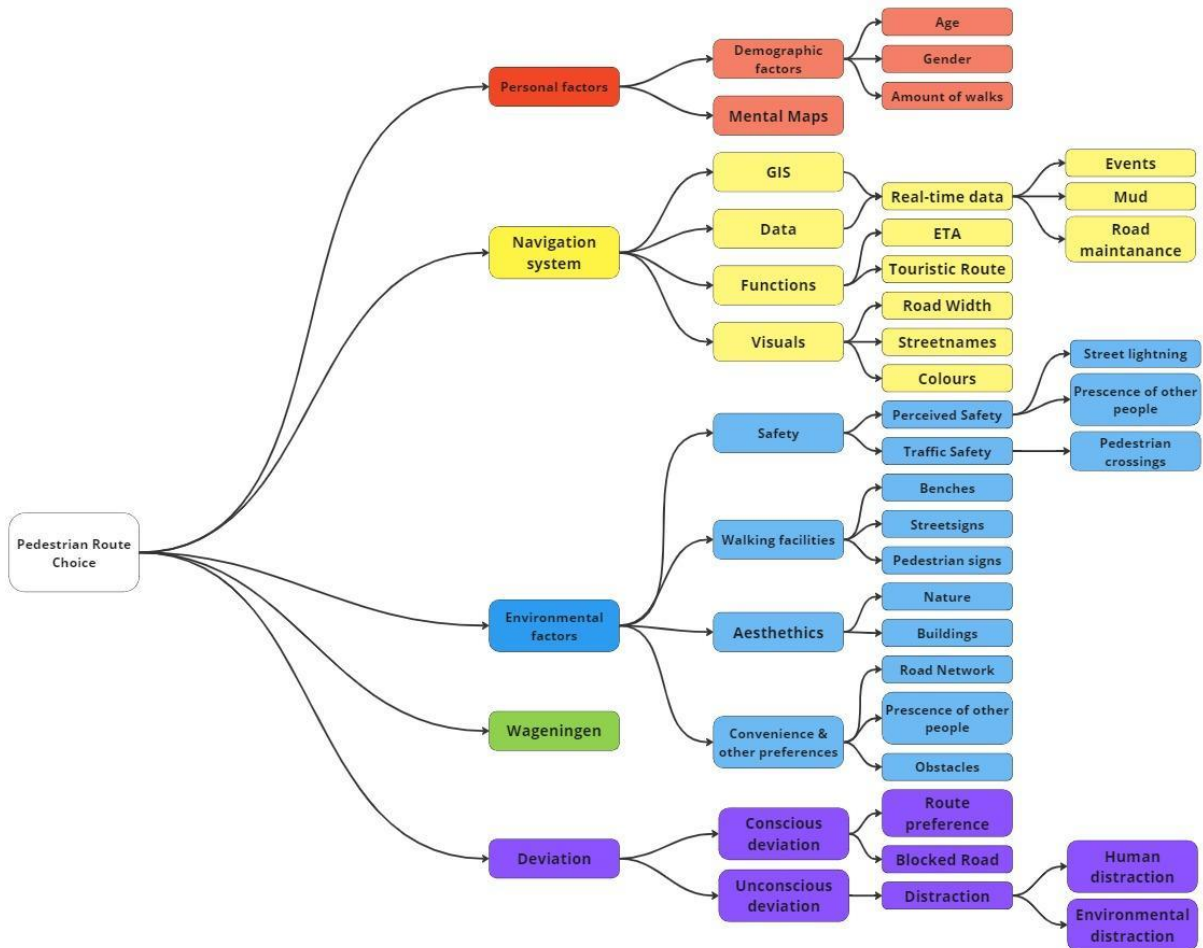 Pedestrian Route
Choice
Personal factors
Demographic
factors
Age
Gender
Amount of walks
Mental Maps
Navigation
system
GIS
Data
Real-time data
Events
Mud
Road
maintanance
Functions
ETA
Touristic Route
Visuals
Road Width
Streetnames
Colours
Environmental
factors
Safety
Perceived Safety
Street lightning
Prescence of other
people
Traffic Safety
Pedestrian
crossings
Walking facilities
Benches
Streetsigns
Pedestrian signs
Aesthethics
Nature
Buildings
Convenience &
other preferences
Road Network
Prescence of other
people
Obstacles
Wageningen
Deviation
Conscious
deviation
Route
preference
Blocked Road
Unconscious
deviation
Distraction
Human
distraction
Environmental
distraction